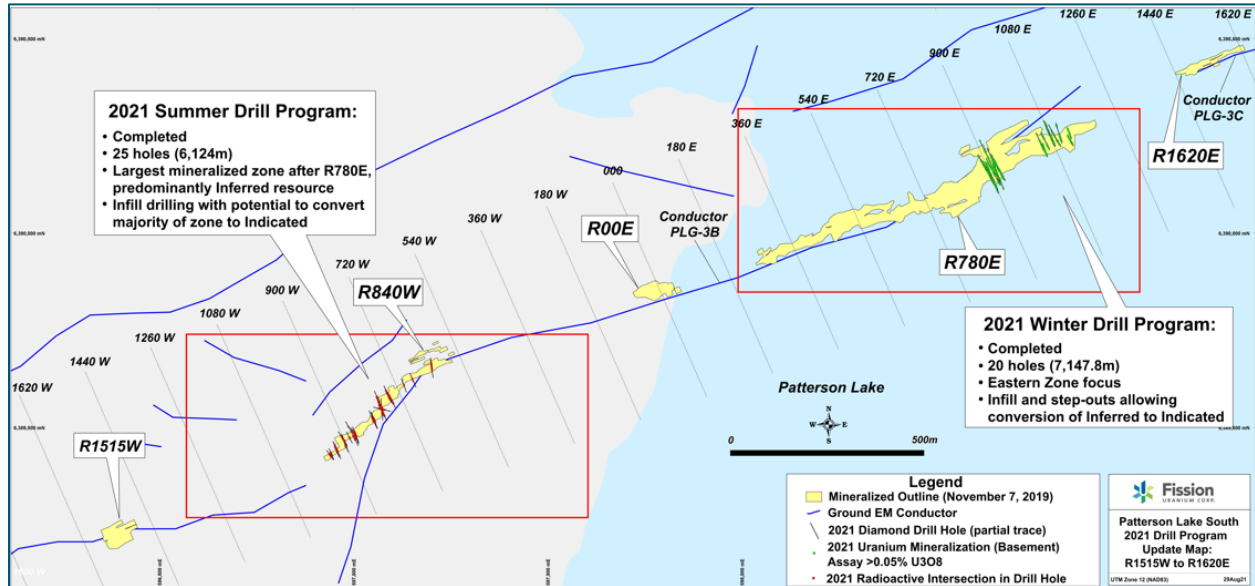 1260 E
1440 E
1620 E
1080 E
900 E
720 E
540 E
360 E
180 E
000
180 W
360 W
540 W
720 W
900 W
1080 W
1260 W
1440 W
1620 W
Conductor
PLG-3C
R1620E
2021 Summer Drill Program:
• Completed
• 25 holes (6,124m)
• Largest mineralized zone after R780E,
predominantly Inferred resource
• Infill drilling with potential to convert
majority of zone to Indicated
R00E
Conductor
PLG-3B
R780E
R840W
2021 Winter Drill Program:
• Completed
• 20 holes (7,147.8m)
• Eastern Zone focus
• Infill and step-outs allowing
conversion of Inferred to Indicated
Patterson Lake
N
W E
S
0 500m
R1515W
Legend
Mineralized Outline (November 7, 2019)
Ground EM Conductor
2021 Diamond Drill Hole (partial trace)
2021 Uranium Mineralization (Basement)
Assay >0.05% U3O8
2021 Radioactive Intersection in Drill Hole
Fission
URANIUM CORP.
Patterson Lake South
2021 Drill Program
Update Map:
R1515W to R1620E
UTM Zone 12 (NAD83) 29Aug21